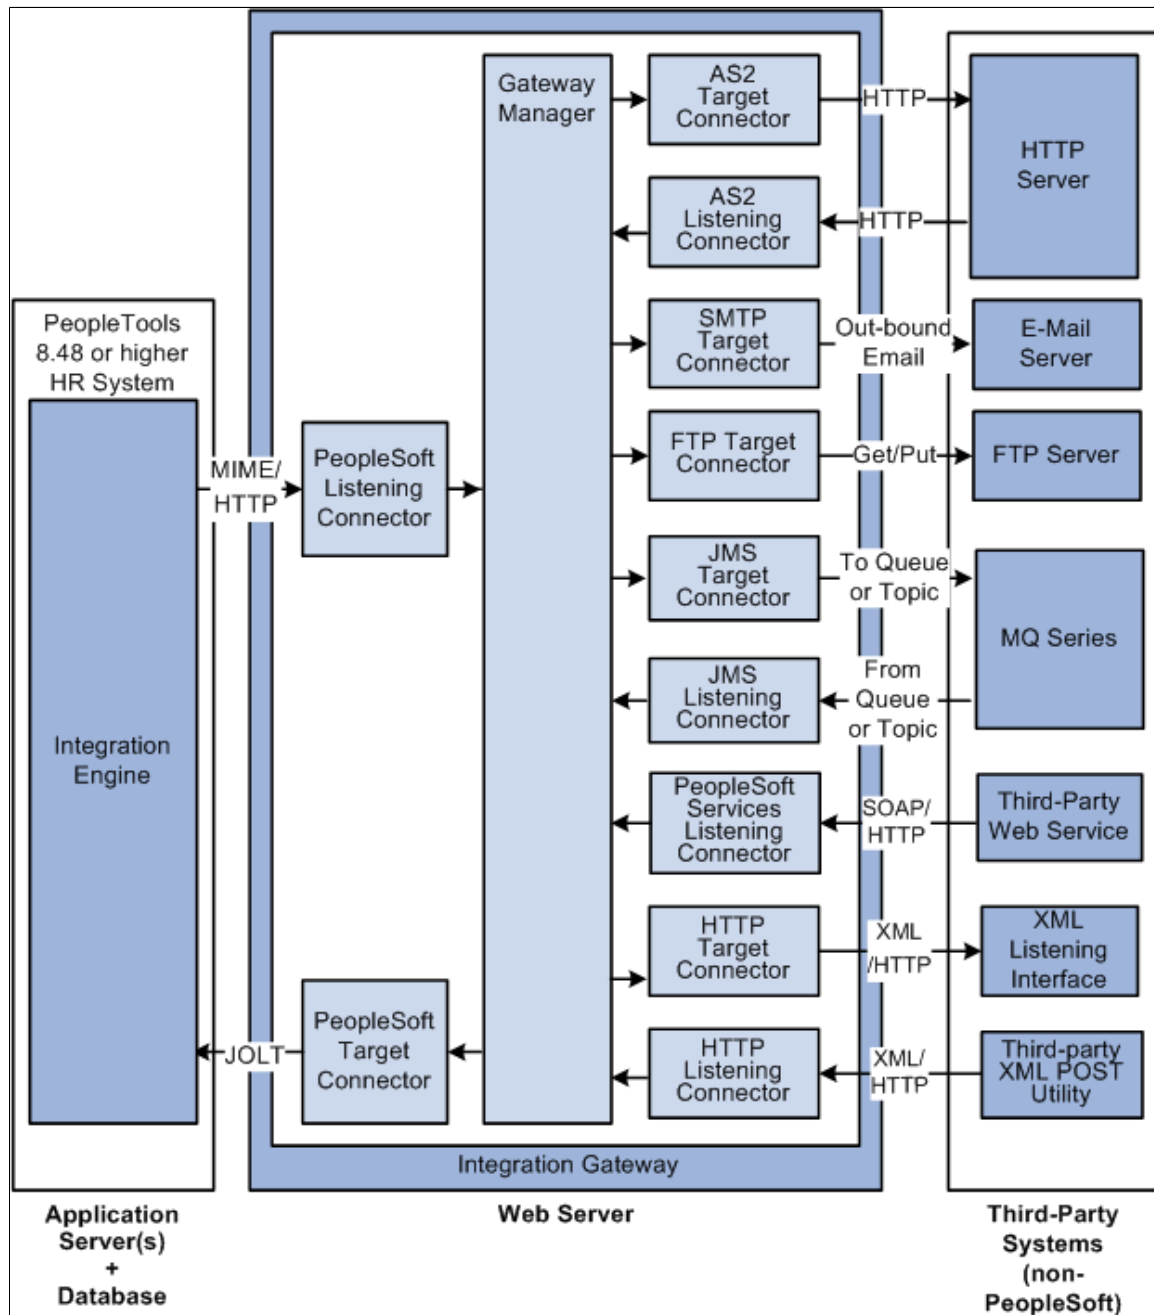 PeopleTools
8.48 or higher
HR System
Integration
Engine
Application
Server(s)
+
Database
MIME/
HTTP
JOLT
PeopleSoft
Listening
Connector
PeopleSoft
Target
Connector
Gateway
Manager
AS2
Target
Connector
AS2
Listening
Connector
SMTP
Target
Connector
FTP Target
Connector
JMS
Target
Connector
JMS
Listening
Connector
PeopleSoft
Services
Listening
Connector
HTTP
Target
Connector
HTTP
Listening
Connector
Integration Gateway
Web Server
HTTP
HTTP
Out-bound
Email
Get/Put
To Queue
or Topic
From
Queue
or Topic
SOAP/
HTTP
XML
/HTTP
XML/
HTTP
HTTP
Server
E-Mail
Server
FTP Server
MQ Series
Third-Party
Web Service
XML
Listening
Interface
Third-party
XML POST
Utility
Third-Party
Systems
(non-
PeopleSoft)